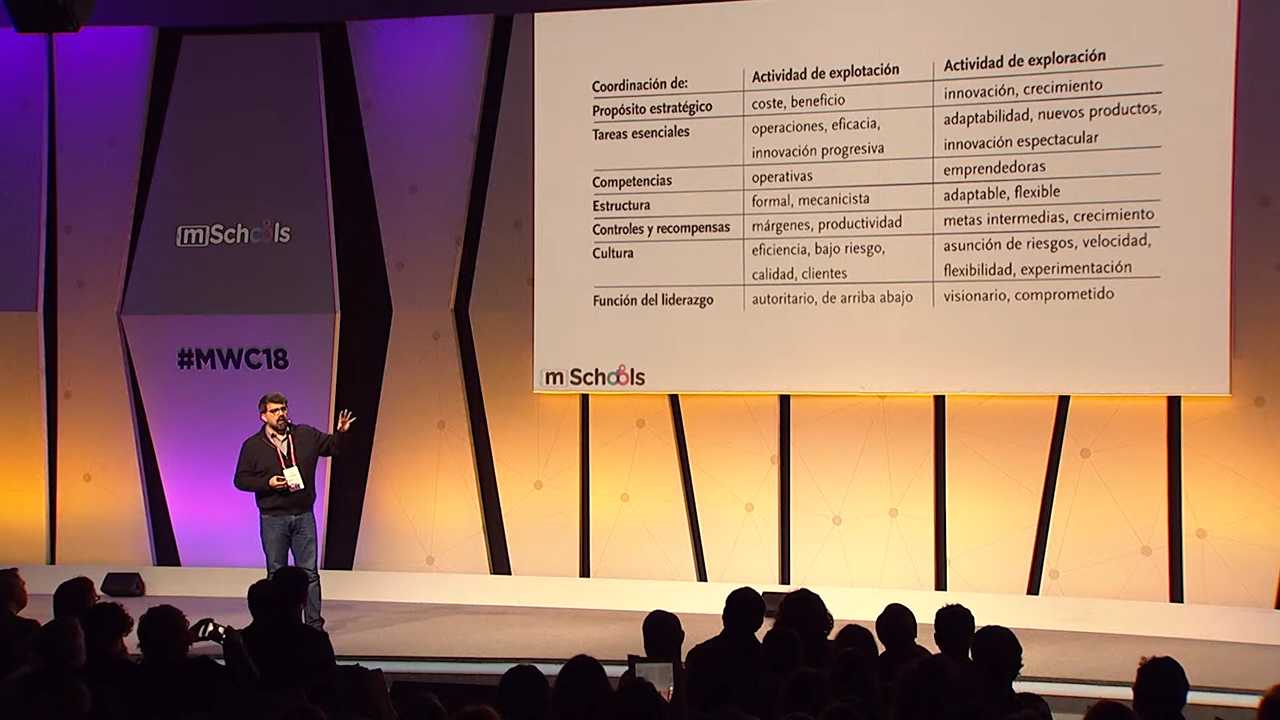 Coordinación de: Actividad de explotación Actividad de exploración
Propósito estratégico coste, beneficio innovación, crecimiento
Tareas esenciales operaciones, eficacia, adaptabilidad, nuevos productos,
innovación progresiva innovación espectacular
Competencias operativas emprendedoras
Estructura formal, mecanicista adaptable, flexible
Controles y recompensas márgenes, productividad metas intermedias, crecimiento
Cultura eficiencia, bajo riesgo, asunción de riesgos, velocidad,
calidad, clientes flexibilidad, experimentación
Función del liderazgo autoritario, de arriba abajo visionario, comprometido
m Schools
mSchools
#MWC18